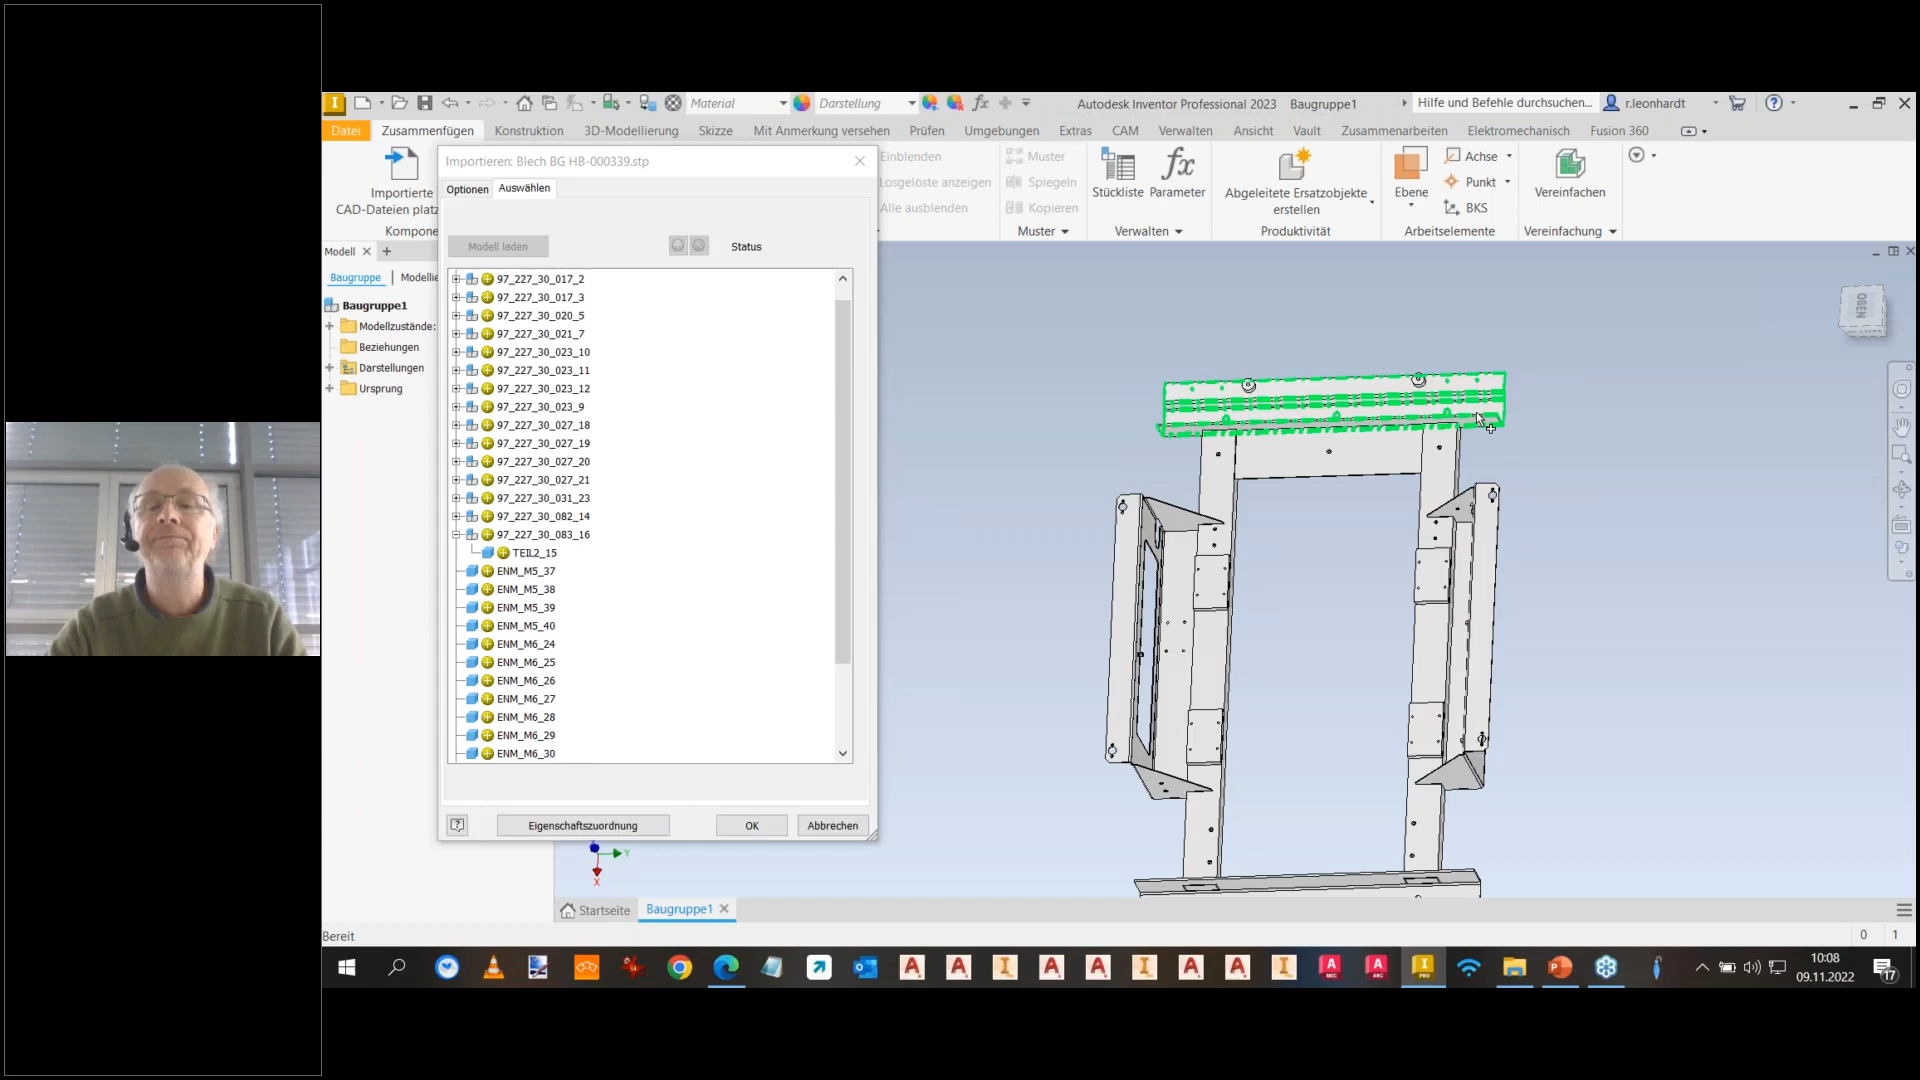 Material
Darstellung
Autodesk Inventor Professional 2023 Baugruppe1
Hilfe und Befehle durchsuchen...
r.leonhardt
Datei Zusammenfügen Konstruktion 3D-Modellierung Skizze Mit Anmerkung versehen Prüfen Umgebungen Extras CAM Verwalten Ansicht Vault Zusammenarbeiten Elektromechanisch Fusion 360
Importierte
CAD-Dateien platz
Kompone
Einblenden
Losgelöste anzeigen
Alle ausblenden
Muster
Spiegeln
Kopieren
Muster
Stückliste
Parameter
Verwalten
Abgeleitete Ersatzobjekte
erstellen
Produktivität
Ebene
Achse
Punkt
BKS
Arbeitselemente
Vereinfachen
Vereinfachung
Modell
Baugruppe Modellie
Baugruppe1
Modellzustände:
Beziehungen
Darstellungen
Ursprung
Importieren: Blech BG HB-000339.stp
Optionen Auswählen
Modell laden
Status
97_227_30_017_2
97_227_30_017_3
97_227_30_020_5
97_227_30_021_7
97_227_30_023_10
97_227_30_023_11
97_227_30_023_12
97_227_30_023_9
97_227_30_027_18
97_227_30_027_19
97_227_30_027_20
97_227_30_027_21
97_227_30_031_23
97_227_30_082_14
97_227_30_083_16
TEIL2_15
ENM_M5_37
ENM_M5_38
ENM_M5_39
ENM_M5_40
ENM_M6_24
ENM_M6_25
ENM_M6_26
ENM_M6_27
ENM_M6_28
ENM_M6_29
ENM_M6_30
Eigenschaftszuordnung
OK
Abbrechen
OBEN
Y
X
Startseite
Baugruppe1
Bereit
0 1
10:08
09.11.2022
17